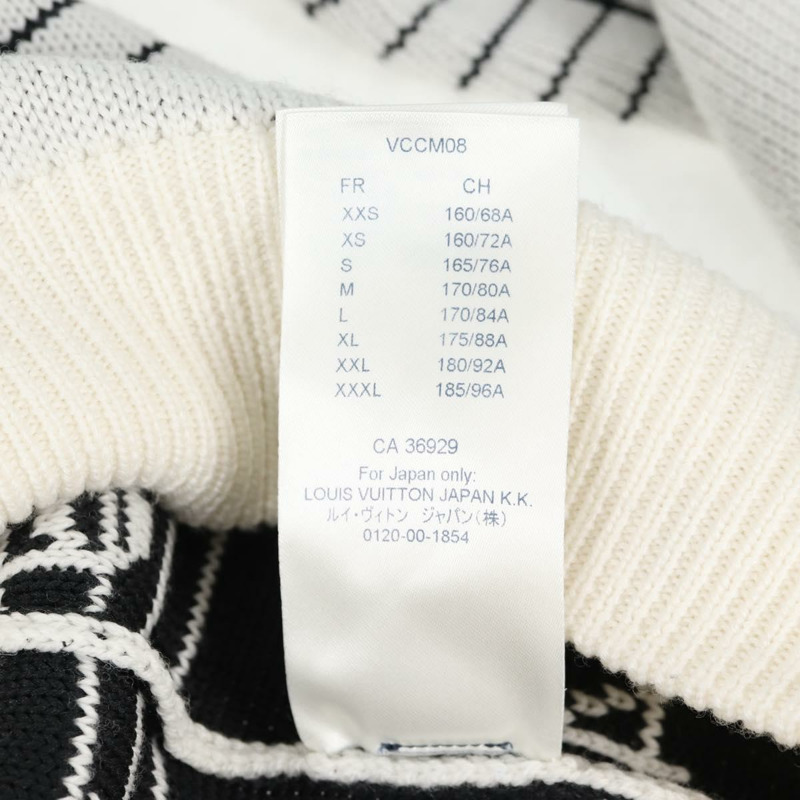 VCCM08
FR CH
XXS 160/68A
XS 160/72A
S 165/76A
M 170/80A
L 170/84A
XL 175/88A
XXL 180/92A
XXXL 185/96A
CA 36929
For Japan only:
LOUIS VUITTON JAPAN K.K.
ルイ・ヴィトン ジャパン(株)
0120-00-1854